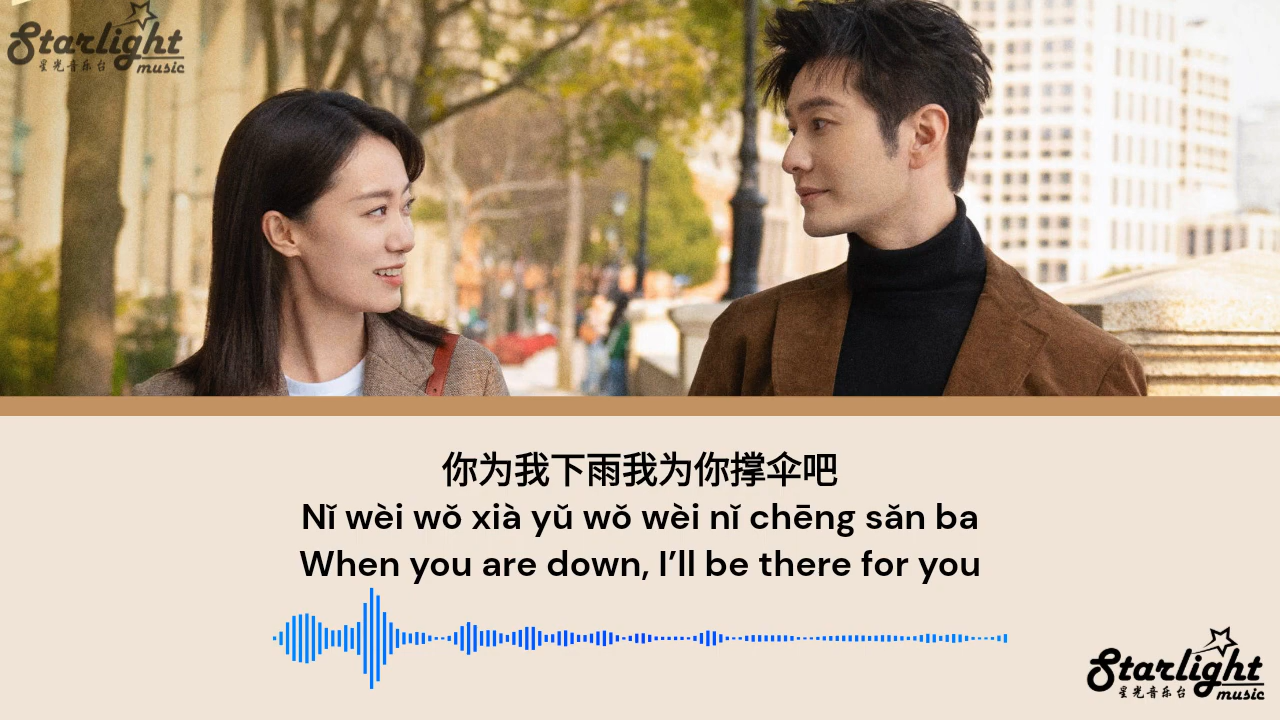 Starlight
星光音乐台 music
你为我下雨我为你撑伞吧
Nǐ wèi wǒ xià yǔ wǒ wèi nǐ chēng sǎn ba
When you are down, I’ll be there for you
Starlight
星光音乐台 music